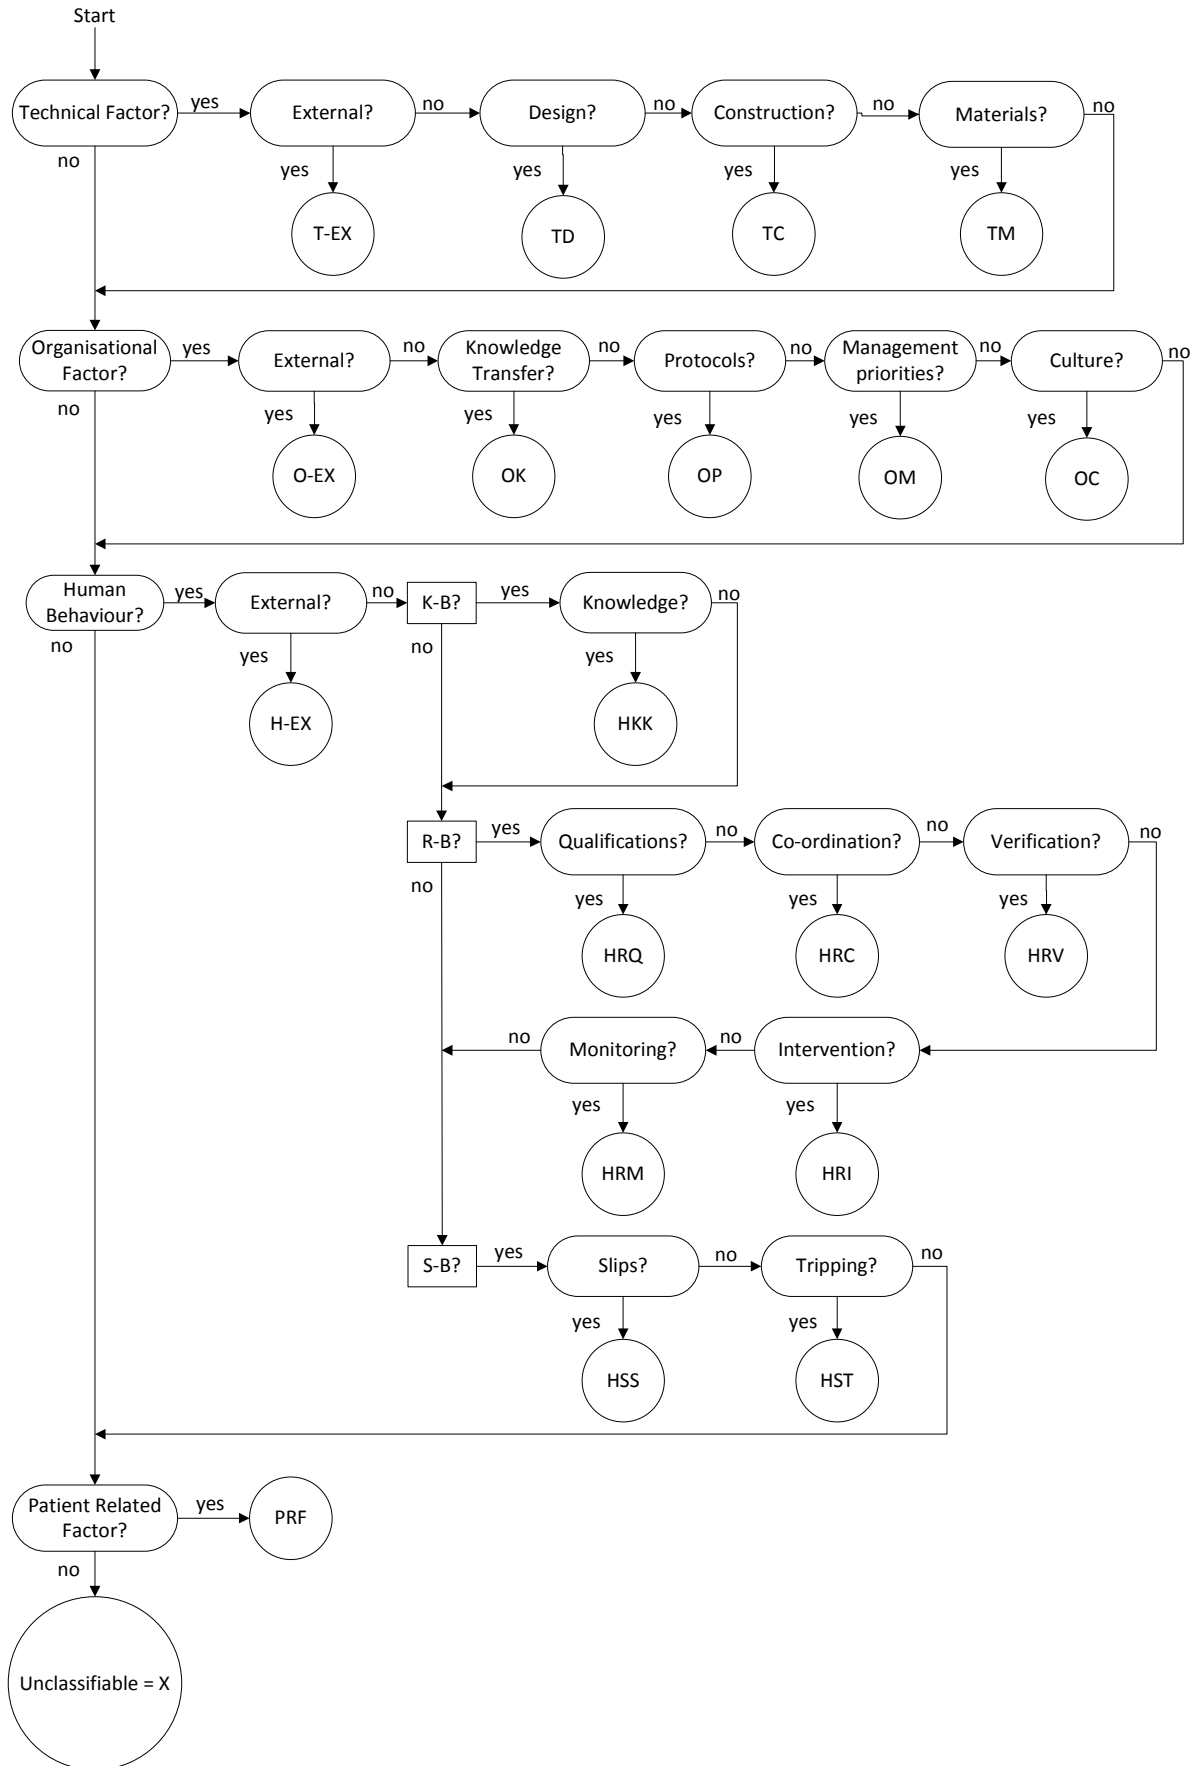 Start
Technical Factor?
yes
External?
no
Design?
no
Construction?
no
Materials?
no
no
yes
yes
yes
yes
T-EX
TD
TC
TM
Organisational
Factor?
yes
External?
no
Knowledge
Transfer?
no
Protocols?
no
Management
priorities?
no
Culture?
no
no
yes
yes
yes
yes
yes
O-EX
OK
OP
OM
OC
Human
Behaviour?
yes
External?
no
K-B?
yes
Knowledge?
no
no
yes
no
yes
H-EX
HKK
R-B?
yes
Qualifications?
no
Co-ordination?
no
Verification?
no
no
yes
yes
yes
HRQ
HRC
HRV
no
Monitoring?
no
Intervention?
yes
yes
HRM
HRI
S-B?
yes
Slips?
no
Tripping?
no
yes
yes
HSS
HST
Patient Related
Factor?
yes
PRF
no
Unclassifiable = X